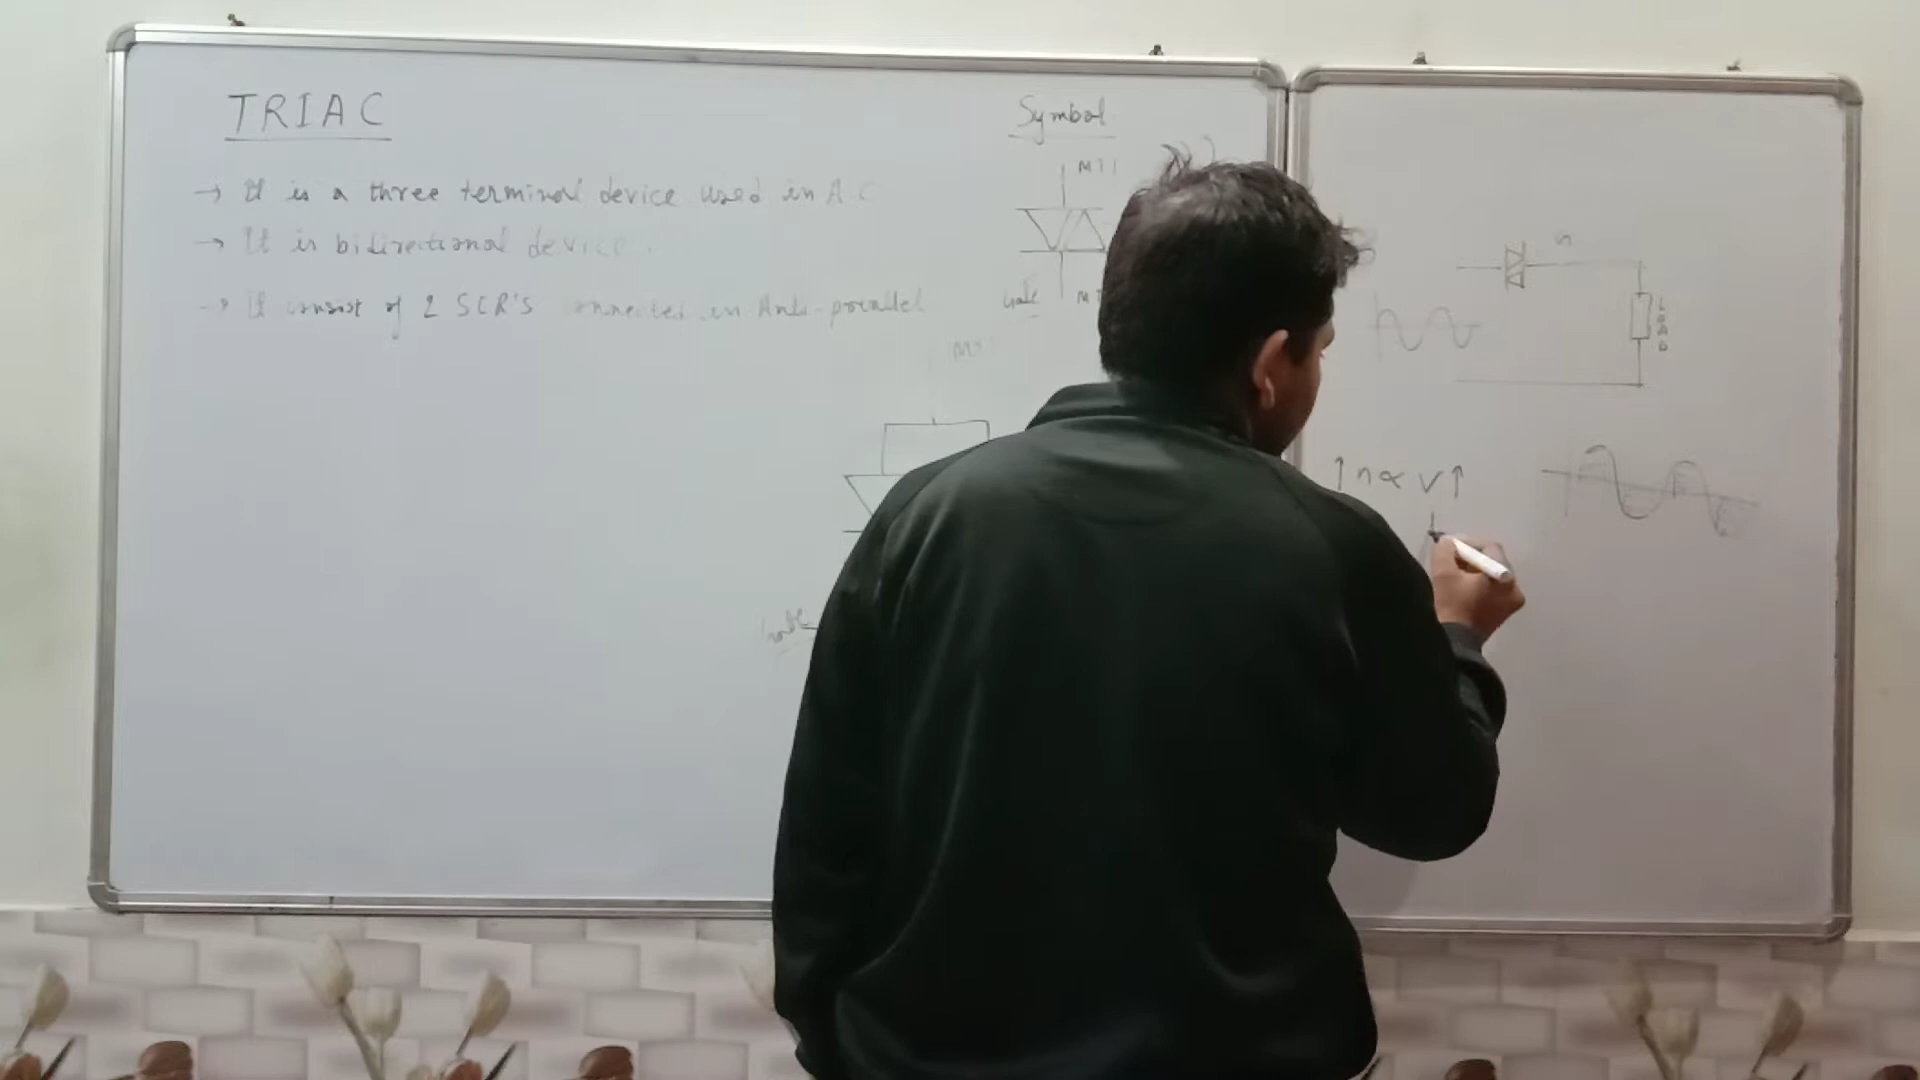 TRIAC
→ It is a three terminal device used in AC
→ It is bidirectional device.
→ It consist of 2 SCR'S connected in Anti-parallel
Symbol
MT1
Gate
MT1
LOAD
↑ n ∝ V ↑